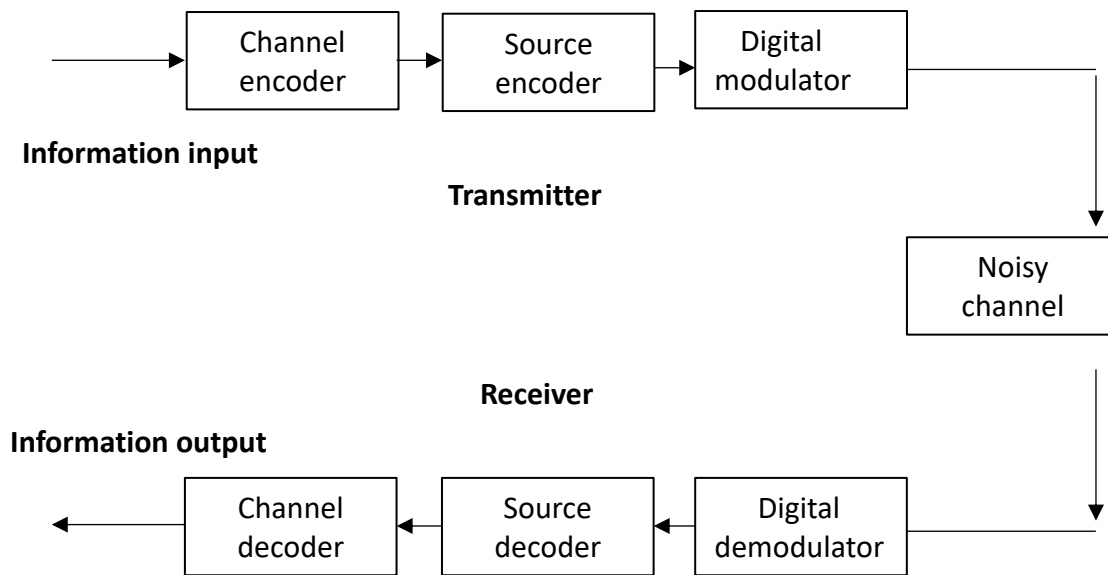 Channel
encoder
Source
encoder
Digital
modulator
Information input
Transmitter
Noisy
channel
Receiver
Information output
Channel
decoder
Source
decoder
Digital
demodulator